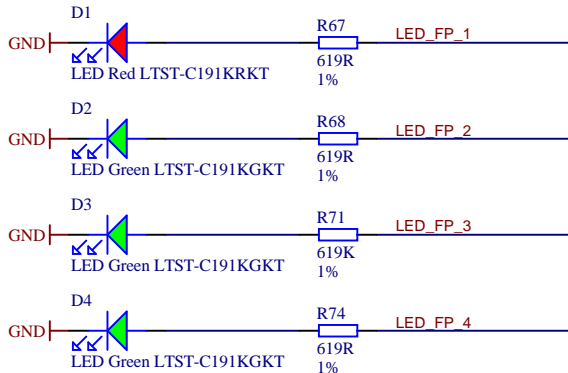 D1
R67
LED_FP_1
GND
619R
LED Red LTST-C191KRKT
1%
D2
R68
LED_FP_2
GND
619R
LED Green LTST-C191KGKT
1%
D3
R71
LED_FP_3
GND
619K
LED Green LTST-C191KGKT
1%
D4
R74
LED_FP_4
GND
619R
LED Green LTST-C191KGKT
1%